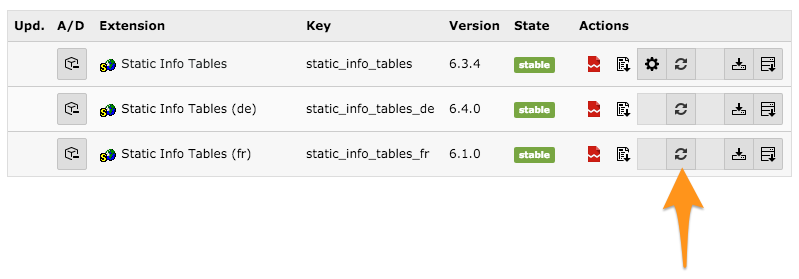 Upd. A/D Extension Key Version State Actions
Static Info Tables static_info_tables 6.3.4 stable
Static Info Tables (de) static_info_tables_de 6.4.0 stable
Static Info Tables (fr) static_info_tables_fr 6.1.0 stable